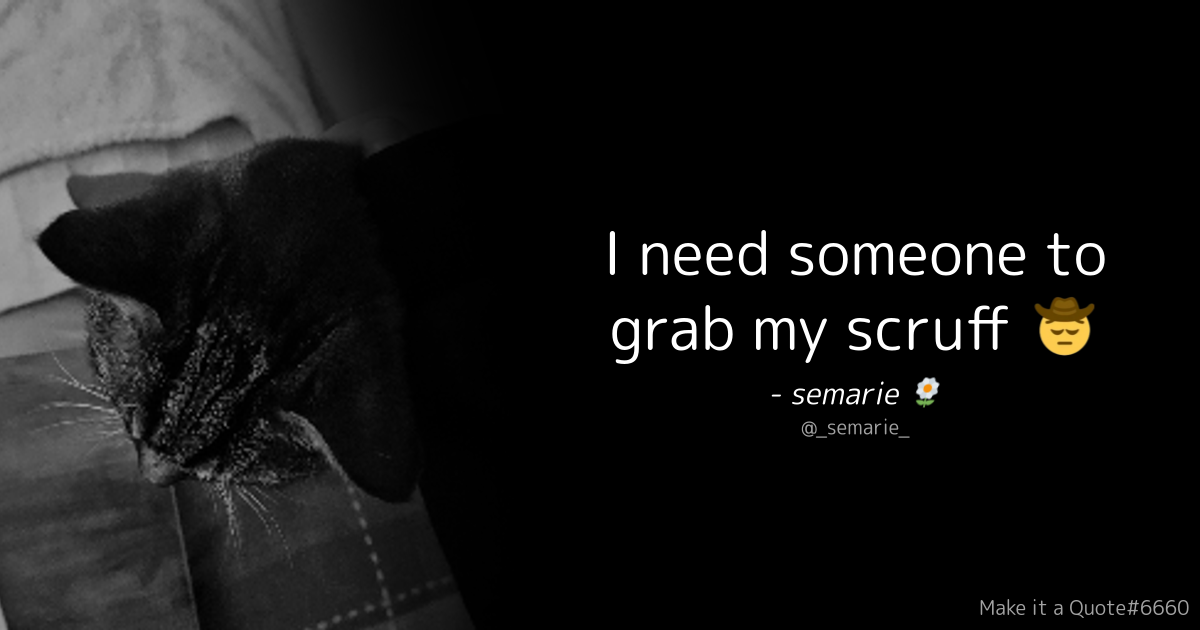 I need someone to
grab my scruff 🤠😔
- semarie 🌼
@_semarie_
Make it a Quote#6660